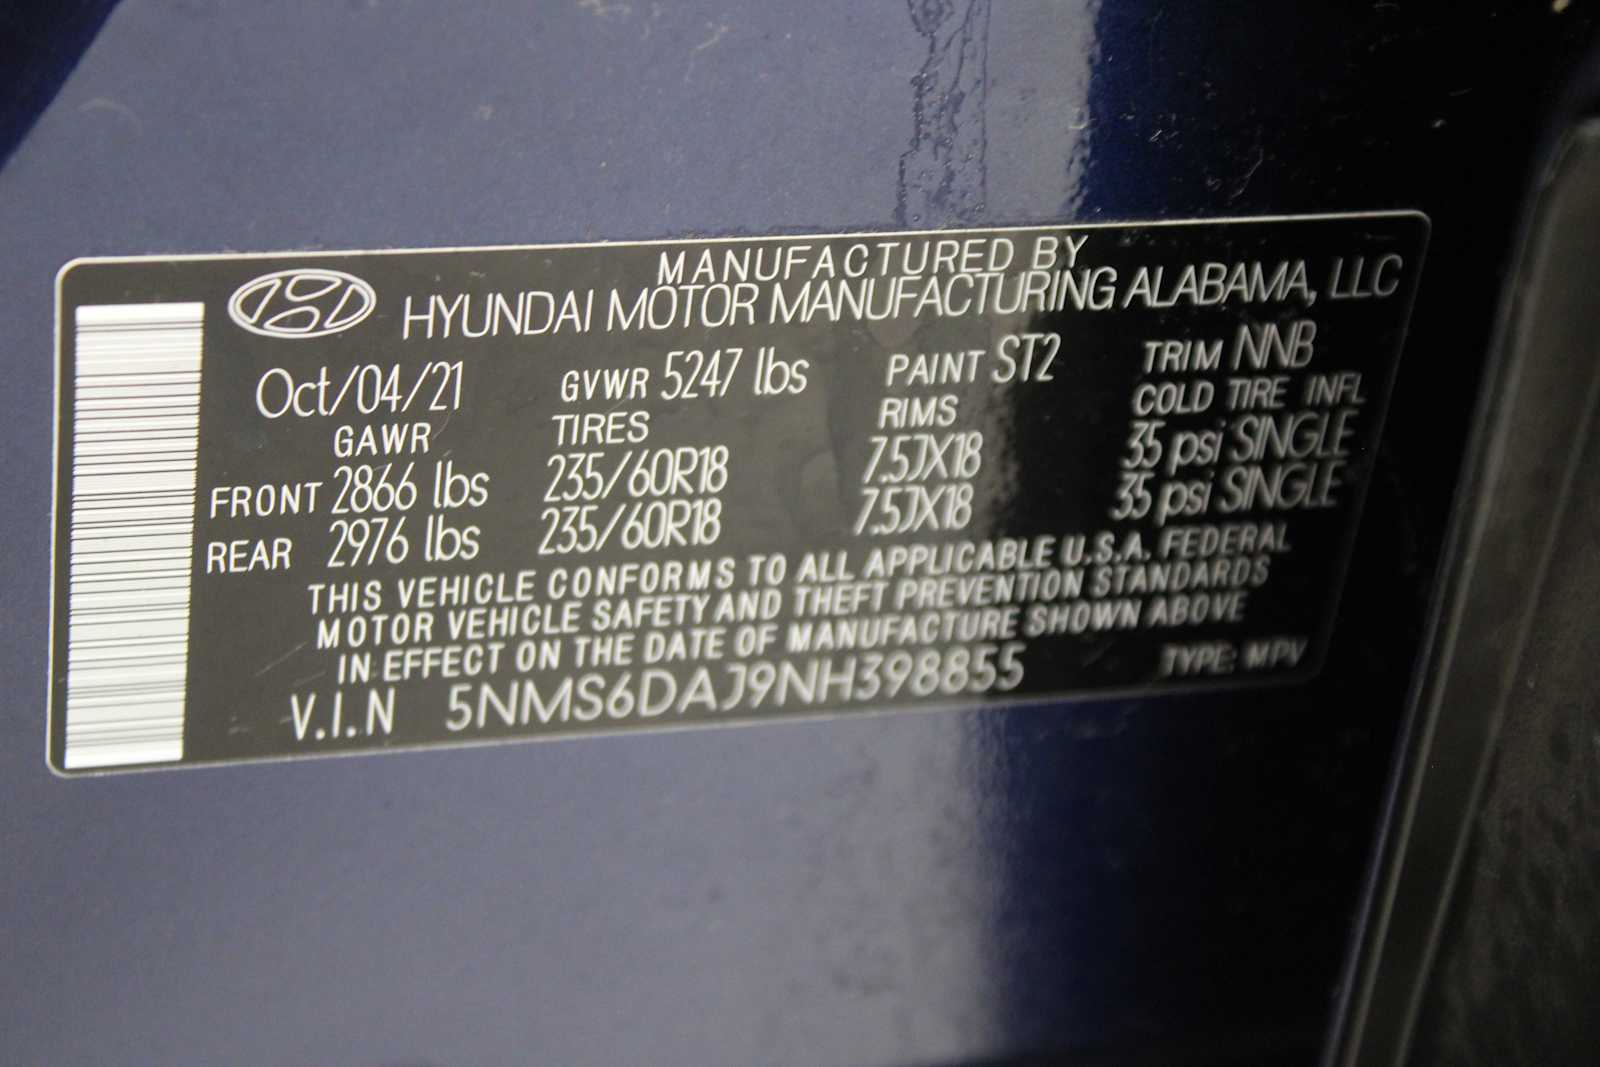 MANUFACTURED BY
HYUNDAI MOTOR MANUFACTURING ALABAMA, LLC
Oct/04/21 GVWR 5247 lbs PAINT ST2 TRIM NNB
GAWR TIRES RIMS COLD TIRE INFL
FRONT 2866 lbs 235/60R18 7.5JX18 35 psi SINGLE
REAR 2976 lbs 235/60R18 7.5JX18 35 psi SINGLE
THIS VEHICLE CONFORMS TO ALL APPLICABLE U.S.A. FEDERAL
MOTOR VEHICLE SAFETY AND THEFT PREVENTION STANDARDS
IN EFFECT ON THE DATE OF MANUFACTURE SHOWN ABOVE
V.I.N 5NMS6DAJ9NH398855 TYPE: MPV